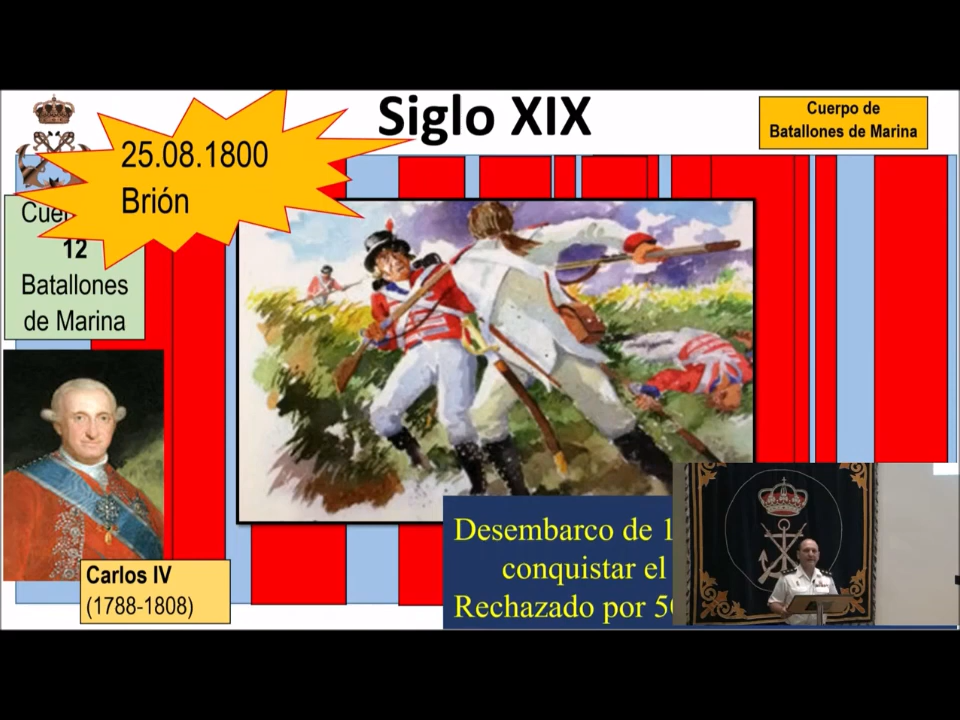 Siglo XIX
Cuerpo de
Batallones de Marina
25.08.1800
Brión
12
Batallones
de Marina
Carlos IV
(1788-1808)
Desembarco de
conquistar el
Rechazado por